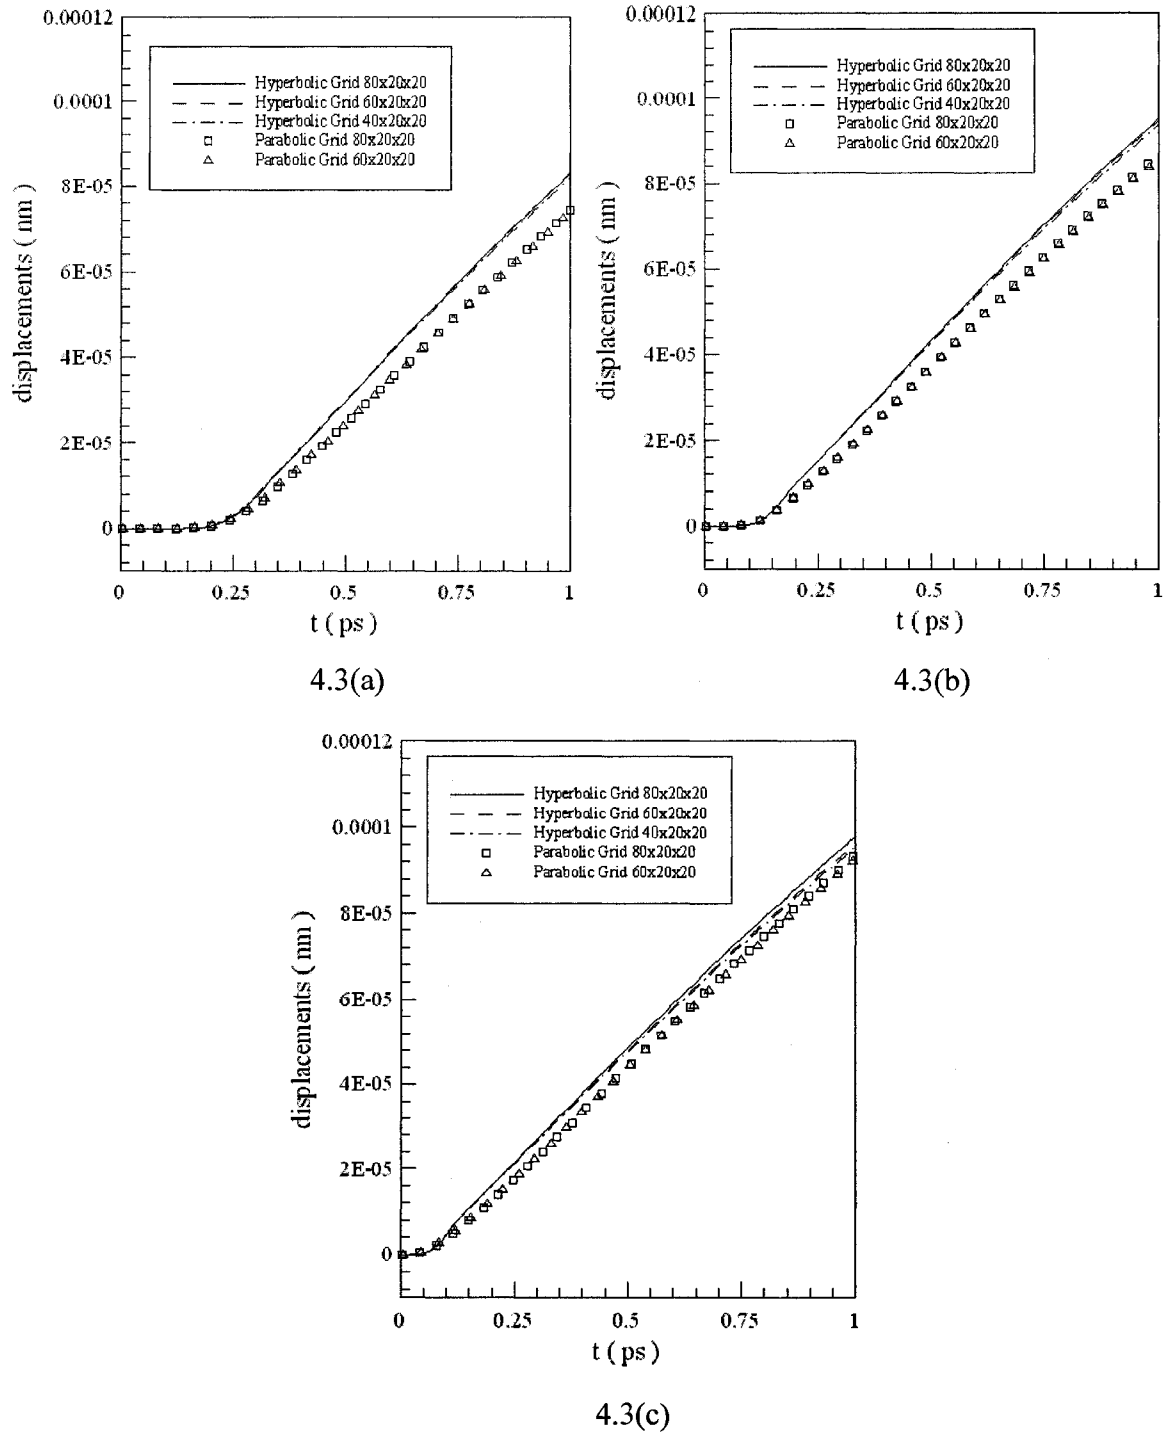 0.00012
0.0001
8E-05
6E-05
4E-05
2E-05
0
displacements ( nm )
Hyperbolic Grid 80x20x20
Hyperbolic Grid 60x20x20
Hyperbolic Grid 40x20x20
Parabolic Grid 80x20x20
Parabolic Grid 60x20x20
0 0.25 0.5 0.75 1
t ( ps )
4.3(a)
0.00012
0.0001
8E-05
6E-05
4E-05
2E-05
0
displacements ( nm )
Hyperbolic Grid 80x20x20
Hyperbolic Grid 60x20x20
Hyperbolic Grid 40x20x20
Parabolic Grid 80x20x20
Parabolic Grid 60x20x20
0 0.25 0.5 0.75 1
t ( ps )
4.3(b)
0.00012
0.0001
8E-05
6E-05
4E-05
2E-05
0
displacements ( nm )
Hyperbolic Grid 80x20x20
Hyperbolic Grid 60x20x20
Hyperbolic Grid 40x20x20
Parabolic Grid 80x20x20
Parabolic Grid 60x20x20
0 0.25 0.5 0.75 1
t ( ps )
4.3(c)